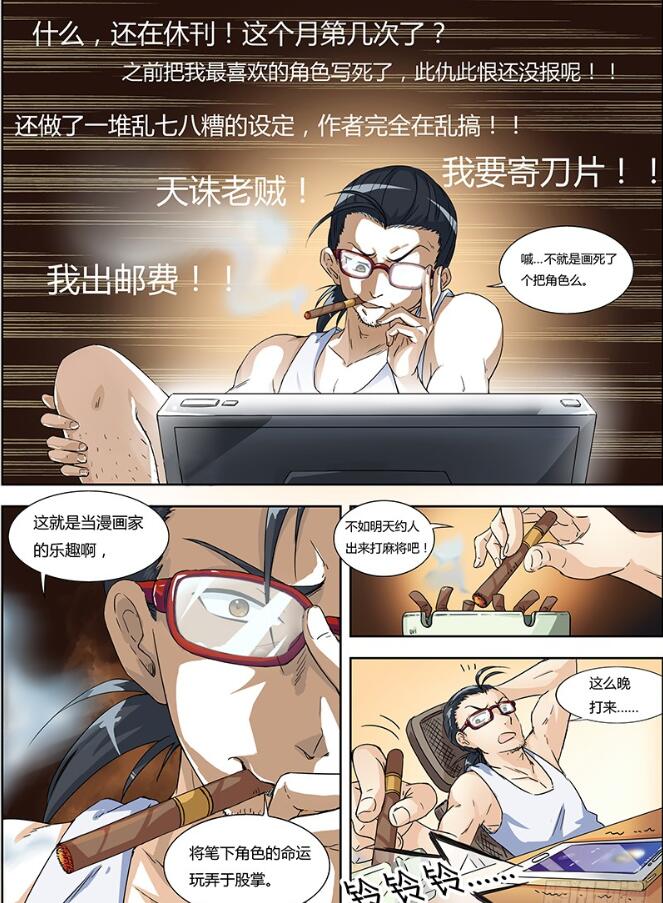 什么，还在休刊！这个月第几次了？
之前把我最喜欢的角色写死了，此仇此恨还没报呢！！
还做了一堆乱七八糟的设定，作者完全在乱搞！！
我要寄刀片！！
天诛老贼！
我出邮费！！
嘁...不就是画死了
个把角色么。
这就是当漫画家
的乐趣啊，
将笔下角色的命运
玩弄于股掌。
不如明天约人
出来打麻将吧！
这么晚
打来......
铃铃铃......